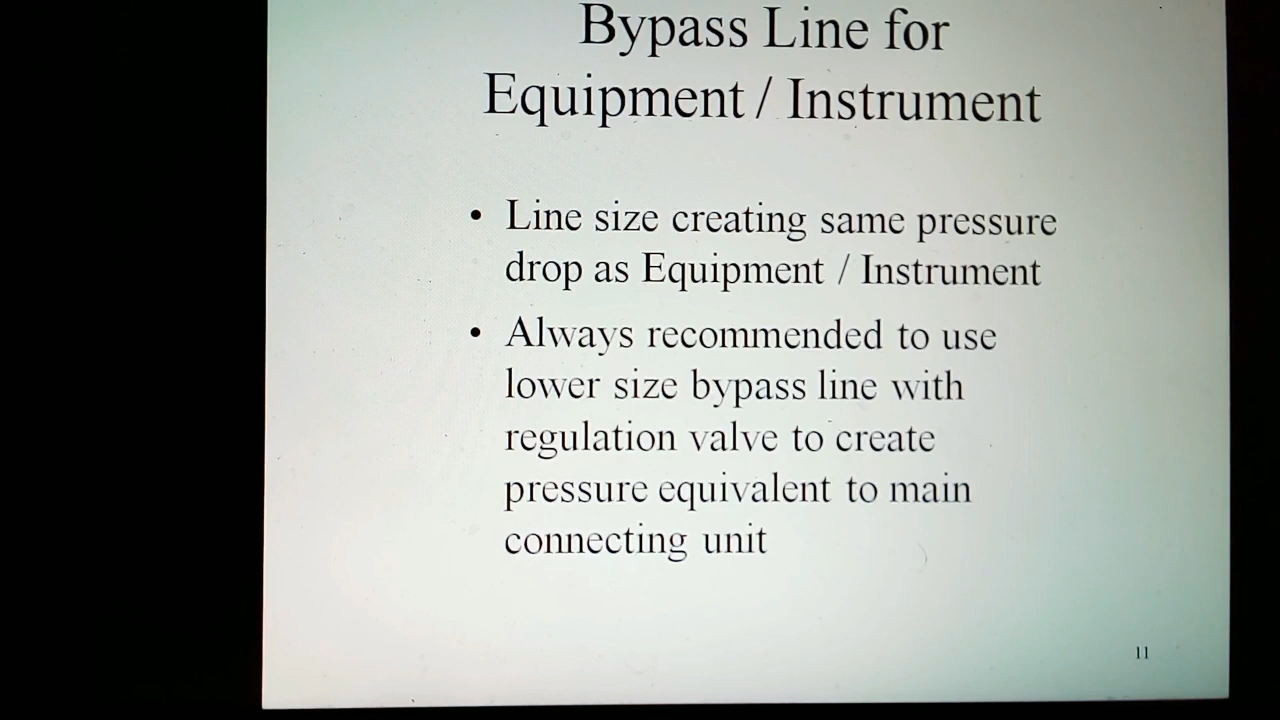 Bypass Line for
Equipment / Instrument
• Line size creating same pressure
drop as Equipment / Instrument
• Always recommended to use
lower size bypass line with
regulation valve to create
pressure equivalent to main
connecting unit
11